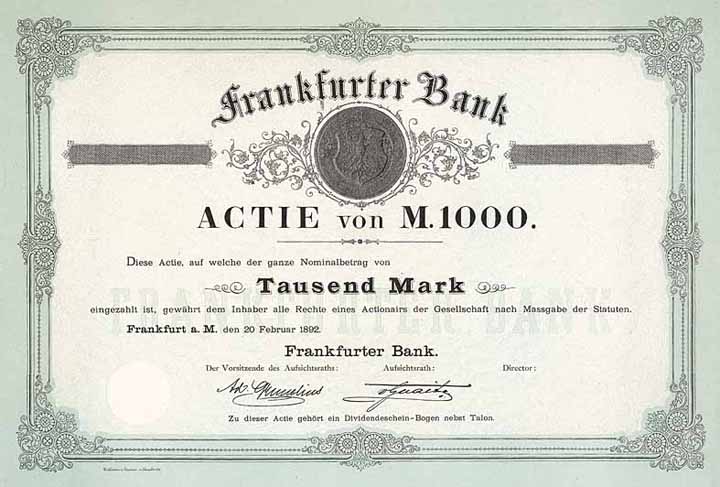 Frankfurter Bank
ACTIE von M.1000.
Diese Actie, auf welche der ganze Nominalbetrag von
Tausend Mark
FRANKFURTER BANK
eingezahlt ist, gewährt dem Inhaber alle Rechte eines Actionairs der Gesellschaft nach Massgabe der Statuten.
Frankfurt a. M. den 20 Februar 1892.
Frankfurter Bank.
Der Vorsitzende des Aufsichtsraths: Aufsichtsrath: Director:
Zu dieser Actie gehört ein Dividendeschein-Bogen nebst Talon.